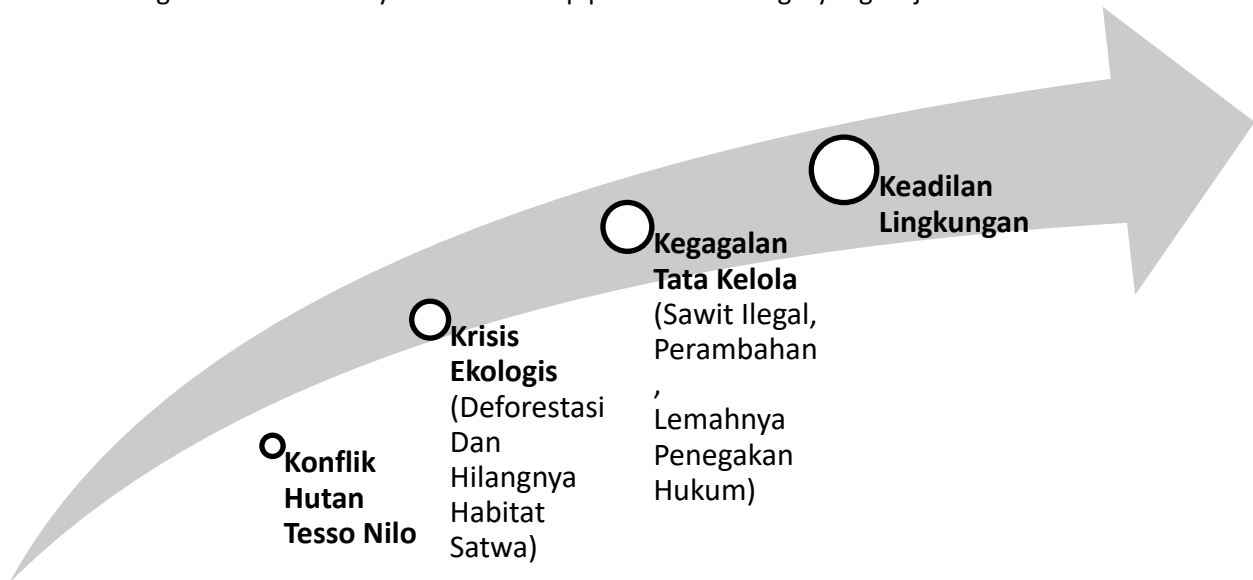 Konflik
Hutan
Tesso Nilo
Krisis
Ekologis
(Deforestasi
Dan
Hilangnya
Habitat
Satwa)
Kegagalan
Tata Kelola
(Sawit Ilegal,
Perambahan
,
Lemahnya
Penegakan
Hukum)
Keadilan
Lingkungan